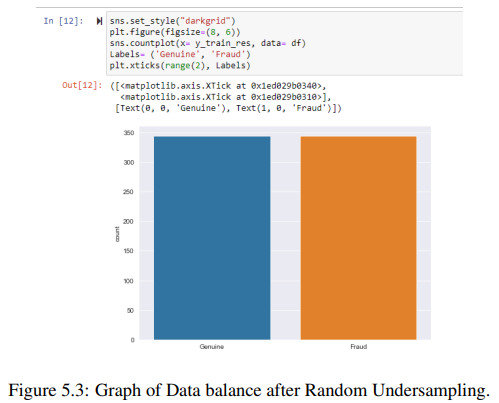 In [12]:
sns.set_style("darkgrid")
plt.figure(figsize=(8, 6))
sns.countplot(x= y_train_res, data= df)
Labels= ('Genuine', 'Fraud')
plt.xticks(range(2), Labels)
Out[12]: ([<matplotlib.axis.XTick at 0x1ed029b0340>,
<matplotlib.axis.XTick at 0x1ed029b0310>],
[Text(0, 0, 'Genuine'), Text(1, 0, 'Fraud')])
350
300
250
200
150
100
50
0
count
Genuine
Fraud
Figure 5.3: Graph of Data balance after Random Undersampling.